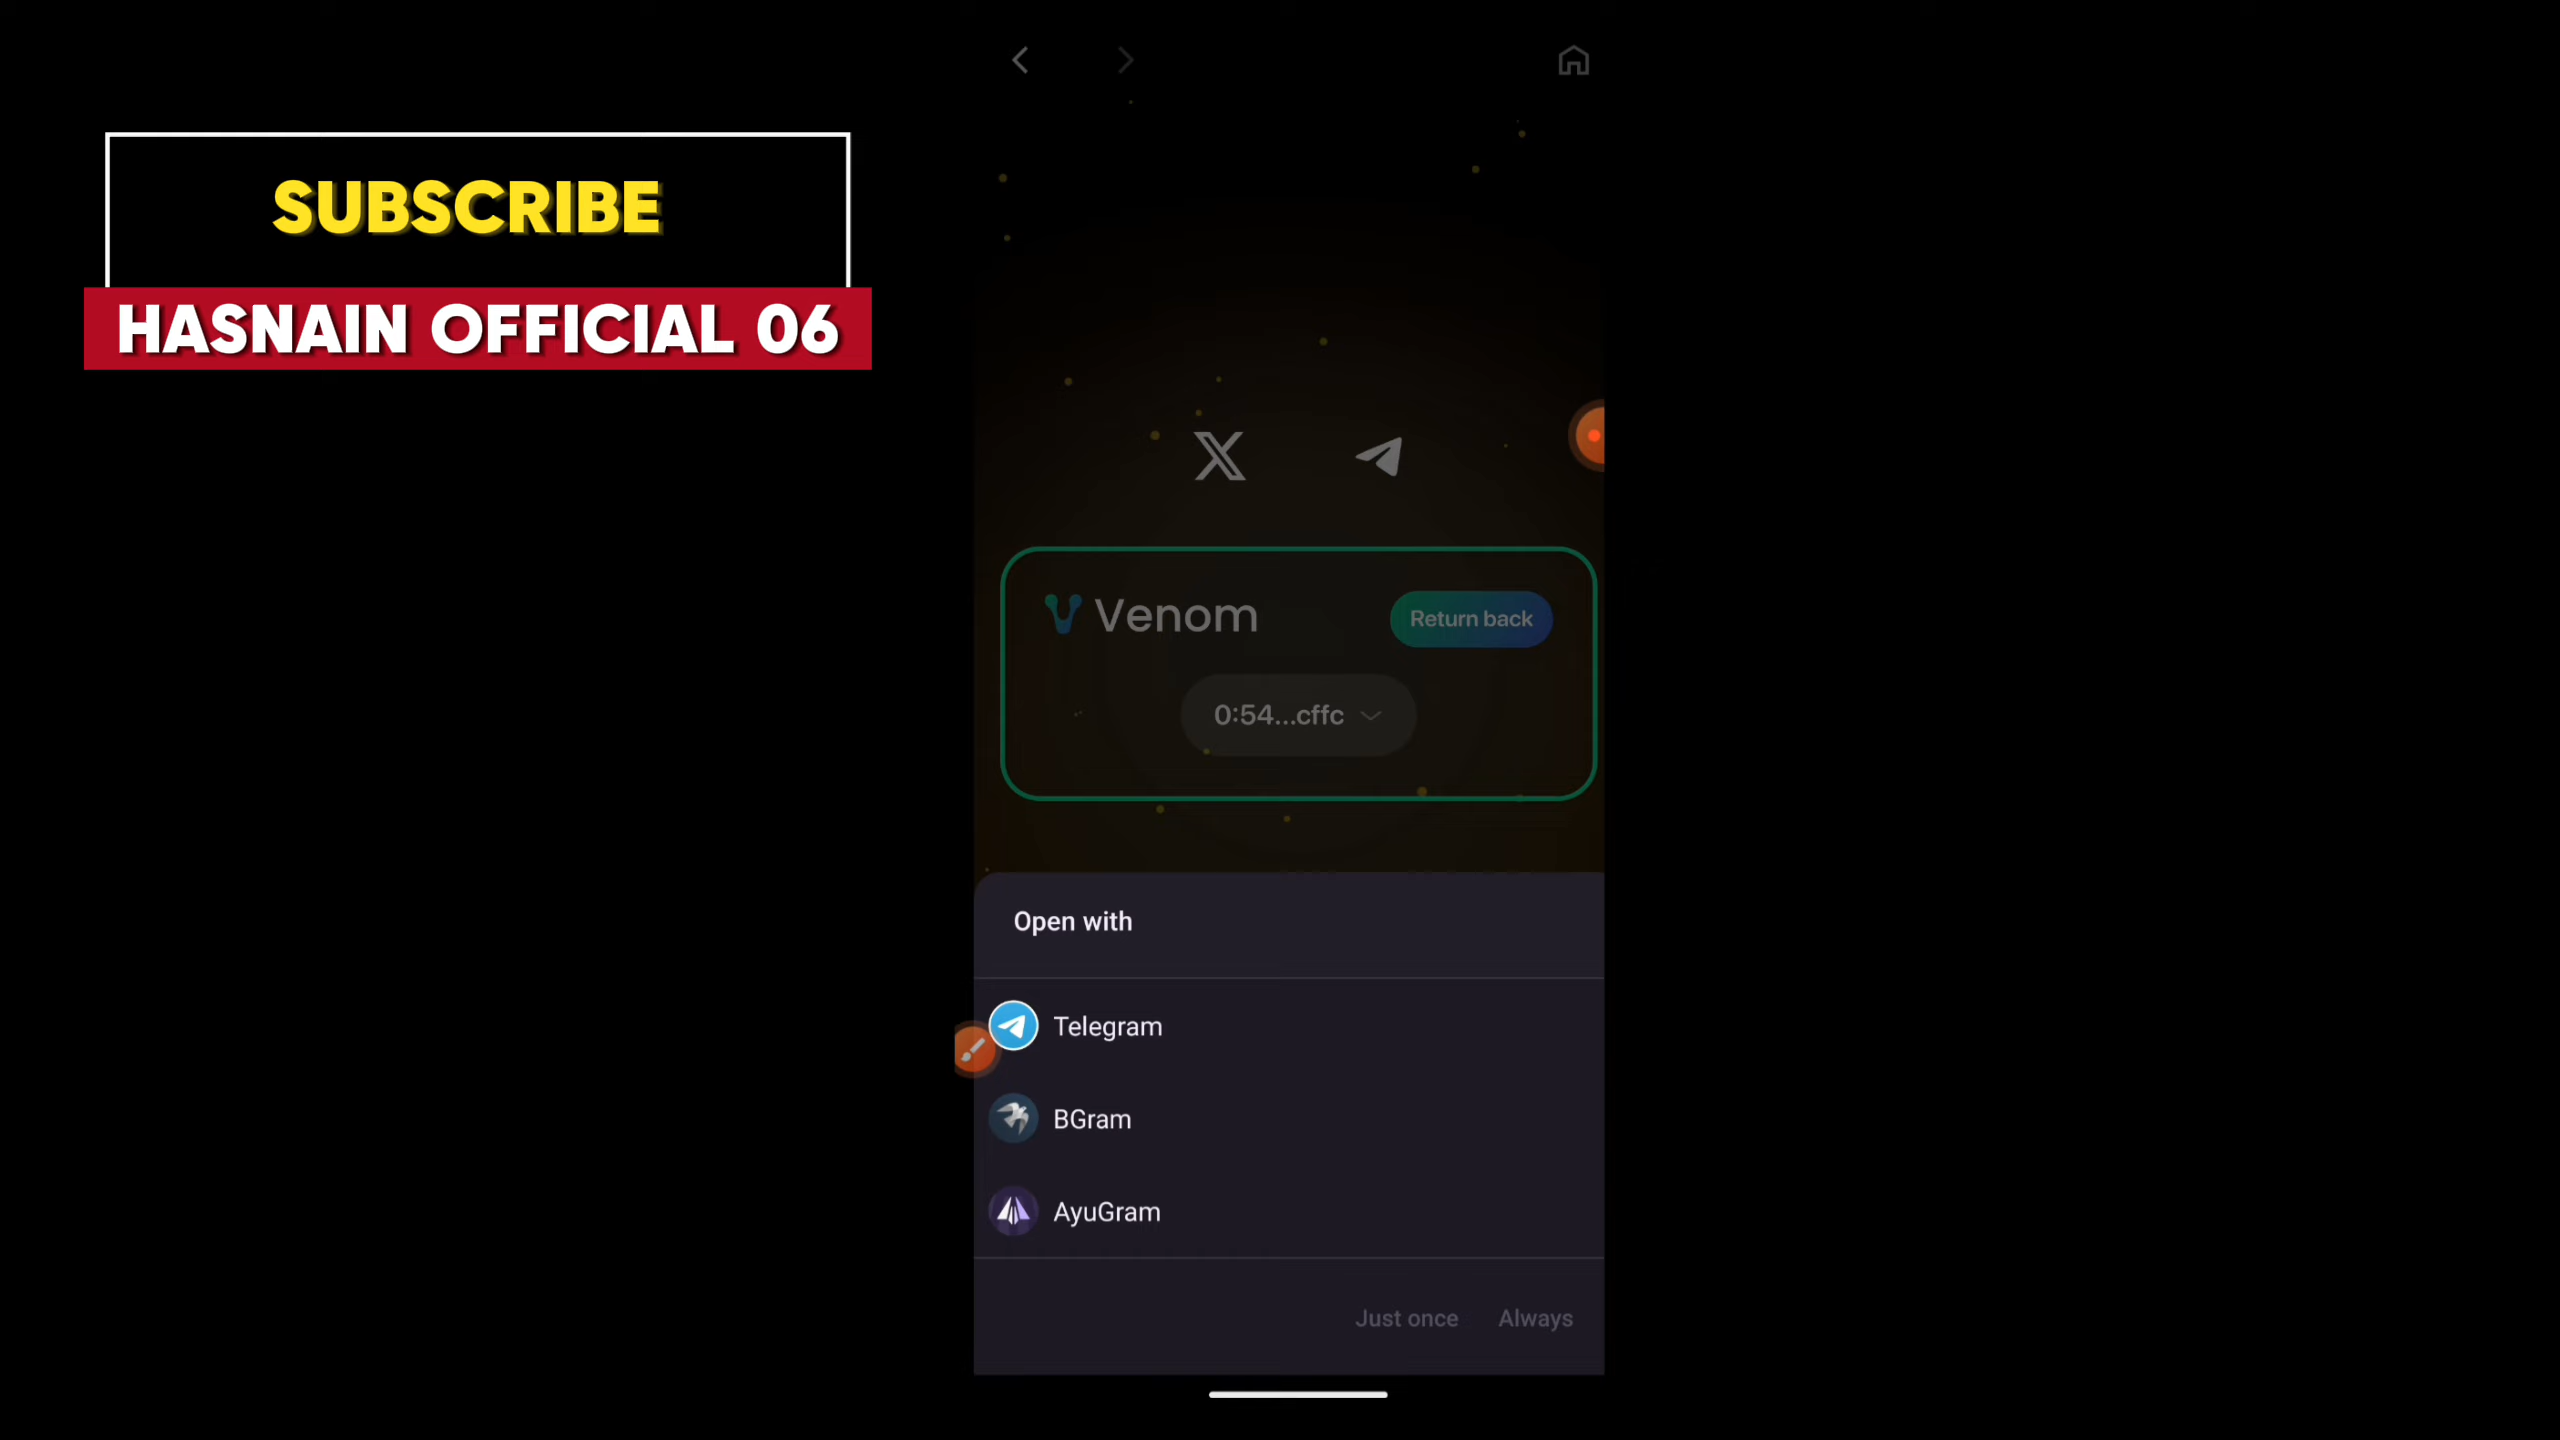 SUBSCRIBE
HASNAIN OFFICIAL 06
Venom
Return back
0:54...cffc
Open with
Telegram
BGram
AyuGram
Just once
Always